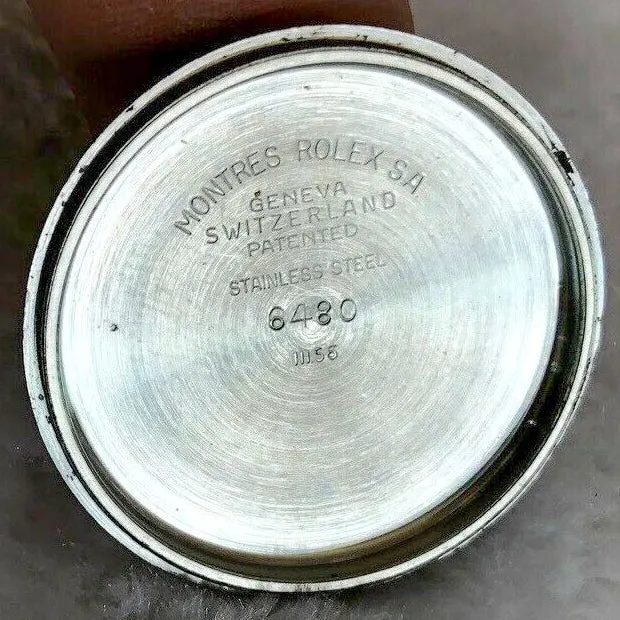 MONTRES ROLEX SA
GENEVA
SWITZERLAND
PATENTED
STAINLESS STEEL
6480
III 56